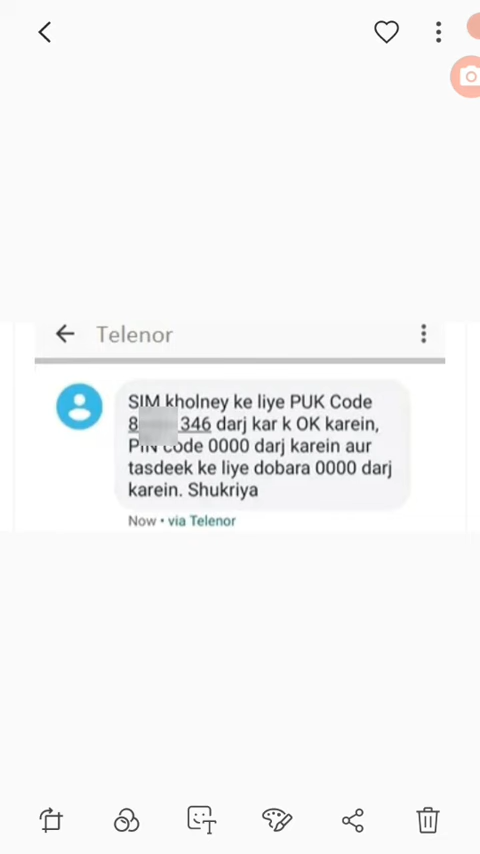 Telenor
SIM kholney ke liye PUK Code
8 346 darj kar k OK karein,
PIN code 0000 darj karein aur
tasdeek ke liye dobara 0000 darj
karein. Shukriya
Now • via Telenor